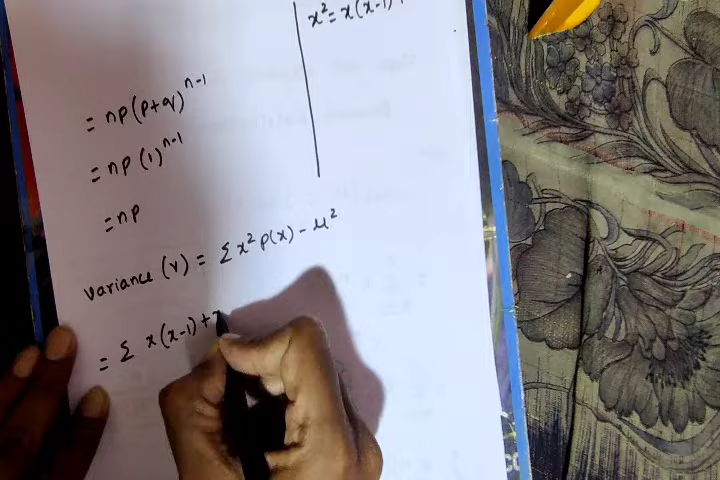 x² = x(x-1)
= np(p+q)ⁿ⁻¹
= np(1)ⁿ⁻¹
= np
Variance (v) = Σ x² p(x) - μ²
= Σ x(x-1) + x